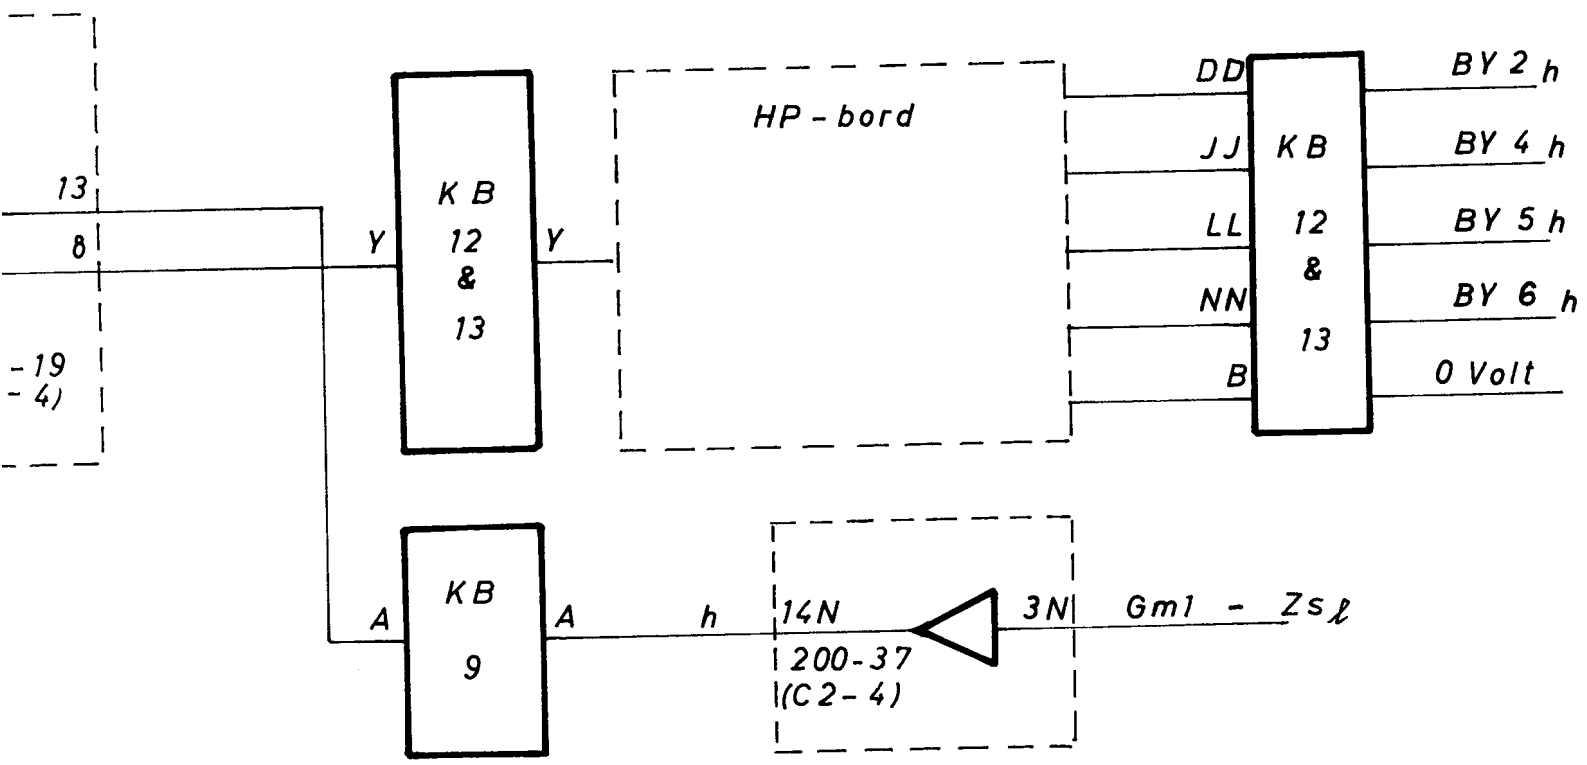 13
8
-19
-4)
Y
KB
12
&
13
Y
HP-bord
DD
JJ
LL
NN
B
KB
12
&
13
BY 2 h
BY 4 h
BY 5 h
BY 6 h
0 Volt
A
KB
9
A
h
14N
200-37
(C2-4)
3N
Gm1 - Zsℓ